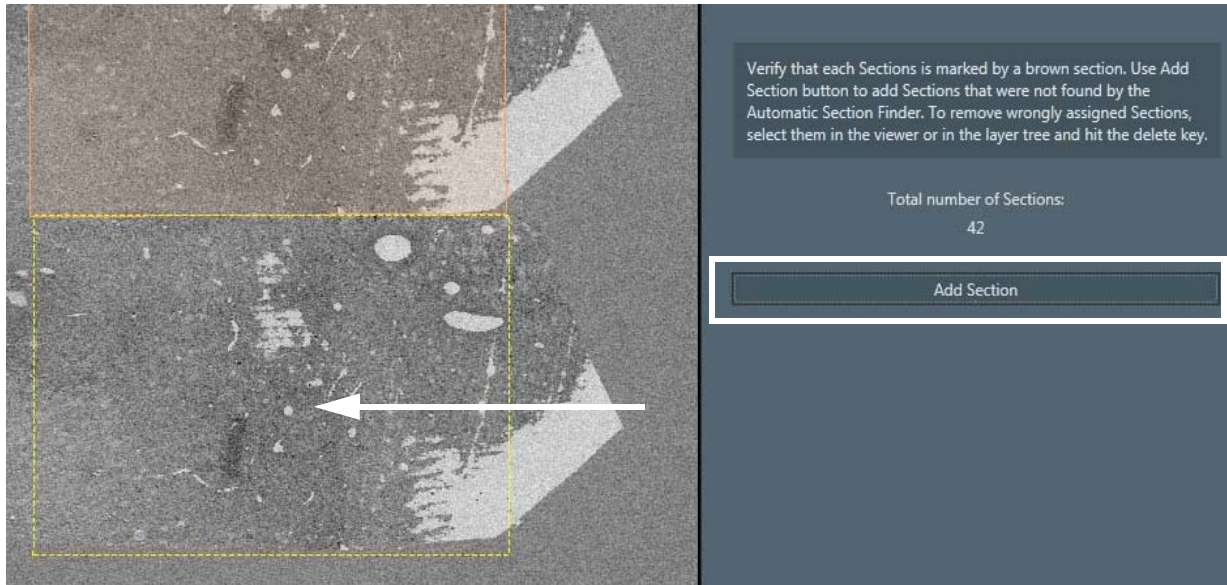 Verify that each Sections is marked by a brown section. Use Add
Section button to add Sections that were not found by the
Automatic Section Finder. To remove wrongly assigned Sections,
select them in the viewer or in the layer tree and hit the delete key.
Total number of Sections:
42
Add Section